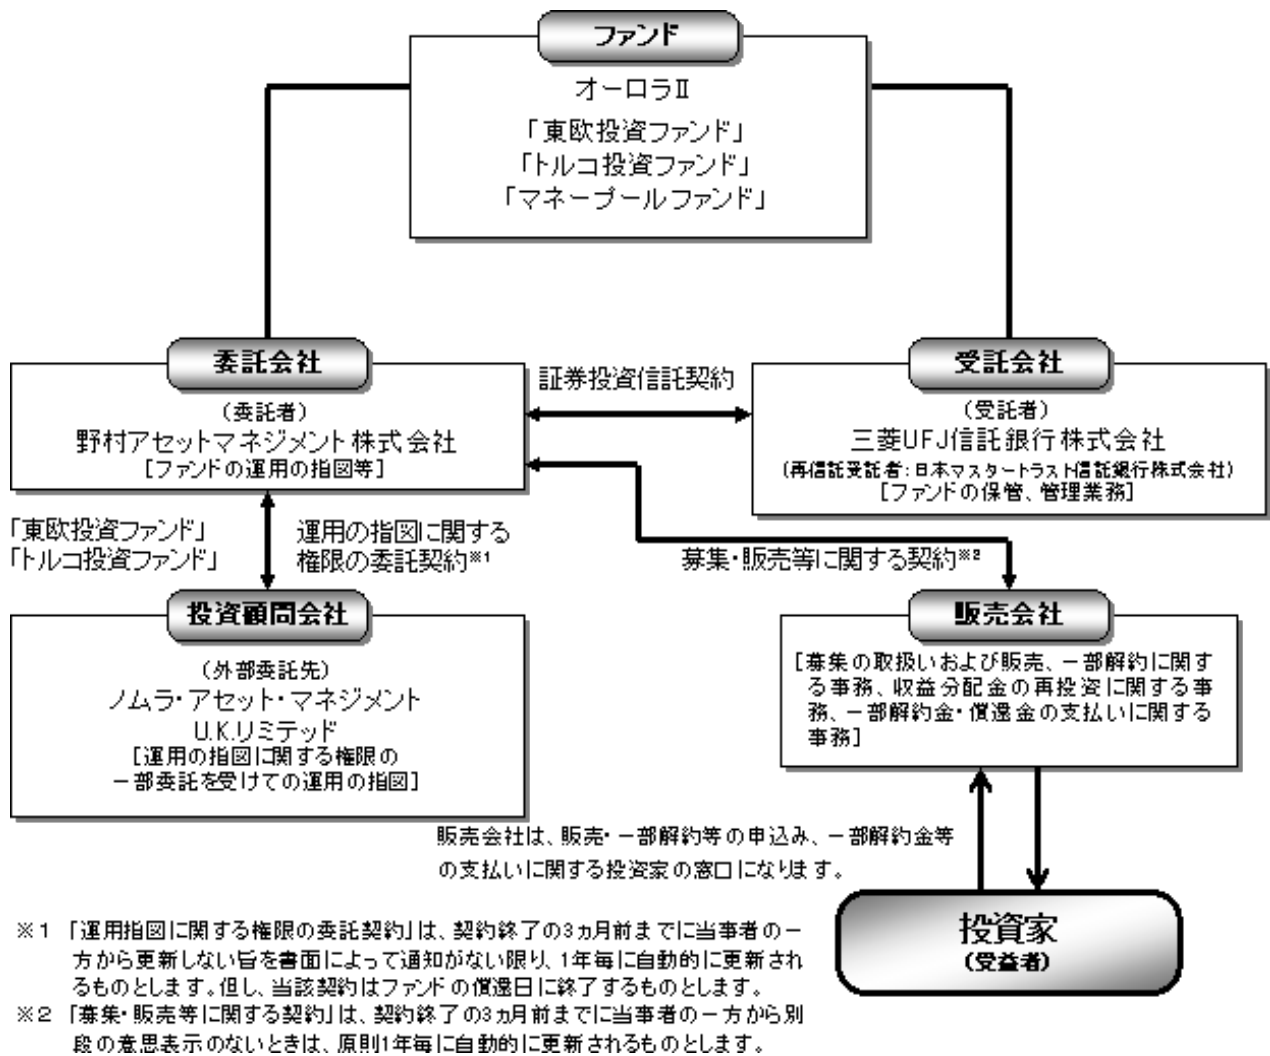 ファンド
オーロラⅡ
「東欧投資ファンド」
「トルコ投資ファンド」
「マネープールファンド」
委託会社
(委託者)
野村アセットマネジメント株式会社
[ファンドの運用の指図等]
証券投資信託契約
受託会社
(受託者)
三菱UFJ信託銀行株式会社
(再信託受託者:日本マスタートラスト信託銀行株式会社)
[ファンドの保管、管理業務]
「東欧投資ファンド」
「トルコ投資ファンド」
運用の指図に関する
権限の委託契約※1
募集・販売等に関する契約※2
投資顧問会社
(外部委託先)
ノムラ・アセット・マネジメント
U.K.リミテッド
[運用の指図に関する権限の
一部委託を受けての運用の指図]
販売会社
[募集の取扱いおよび販売、一部解約に関す
る事務、収益分配金の再投資に関する事
務、一部解約金・償還金の支払いに関する
事務]
販売会社は、販売・一部解約等の申込み、一部解約金等
の支払いに関する投資家の窓口になります。
投資家
(受益者)
※1 「運用指図に関する権限の委託契約」は、契約終了の3ヵ月前までに当事者の一
方から更新しない旨を書面によって通知がない限り、1年毎に自動的に更新され
るものとします。但し、当該契約はファンドの償還日に終了するものとします。
※2 「募集・販売等に関する契約」は、契約終了の3ヵ月前までに当事者の一方から別
段の意思表示のないときは、原則1年毎に自動的に更新されるものとします。